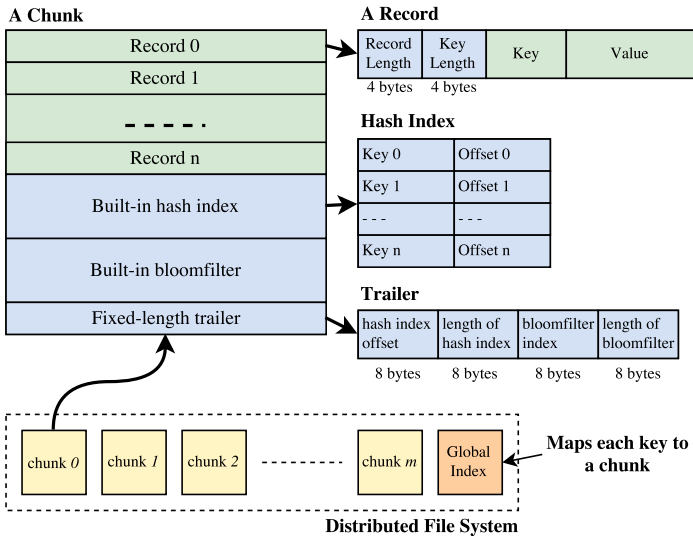 A Chunk
Record 0
Record 1
Record n
Built-in hash index
Built-in bloomfilter
Fixed-length trailer
A Record
Record
Length
Key
Length
Key
Value
4 bytes
4 bytes
Hash Index
Key 0
Offset 0
Key 1
Offset 1
- - -
- - -
Key n
Offset n
Trailer
hash index
offset
length of
hash index
bloomfilter
index
length of
bloomfilter
8 bytes
8 bytes
8 bytes
8 bytes
chunk 0
chunk 1
chunk 2
chunk m
Global
Index
Maps each key to
a chunk
Distributed File System